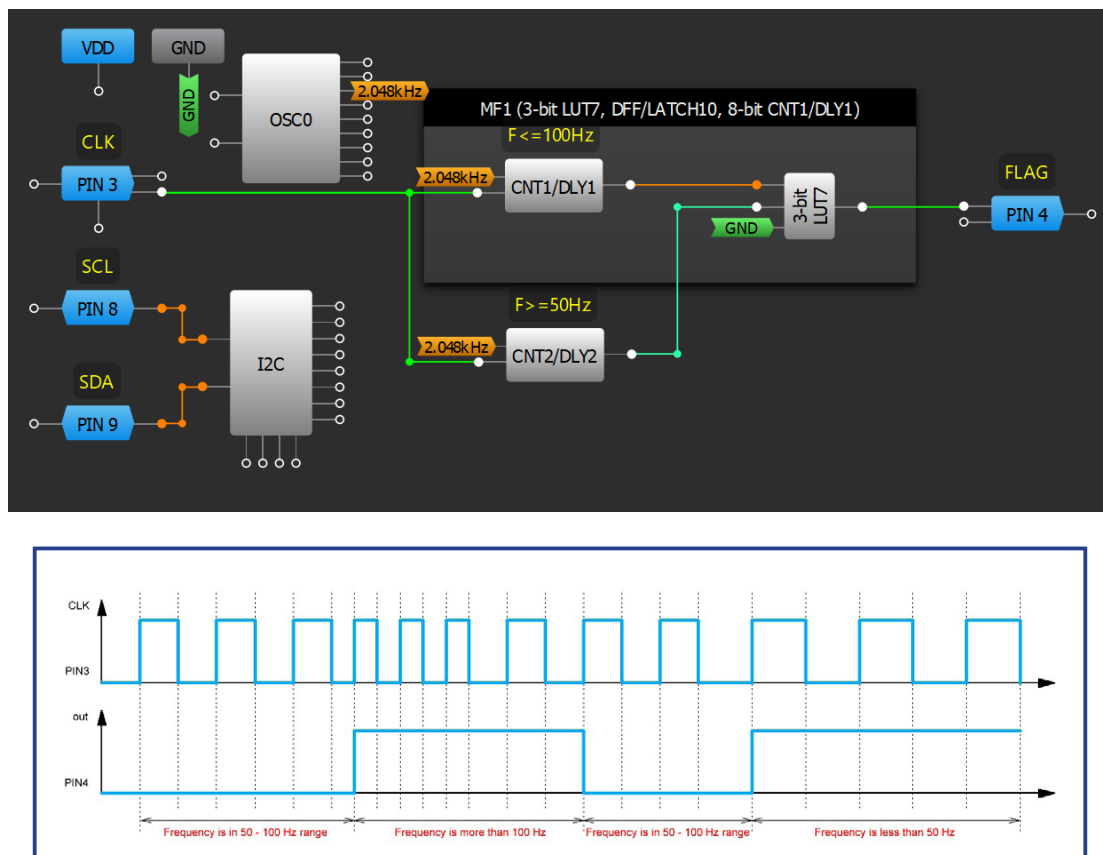 VDD
GND
GND
OSC0
2.048kHz
MF1 (3-bit LUT7, DFF/LATCH10, 8-bit CNT1/DLY1)
F<=100Hz
CLK
PIN 3
2.048kHz
CNT1/DLY1
3-bit
LUT7
GND
FLAG
PIN 4
SCL
PIN 8
F>=50Hz
2.048kHz
CNT2/DLY2
I2C
SDA
PIN 9
CLK
PIN3
out
PIN4
Frequency is in 50 - 100 Hz range
Frequency is more than 100 Hz
Frequency is in 50 - 100 Hz range
Frequency is less than 50 Hz